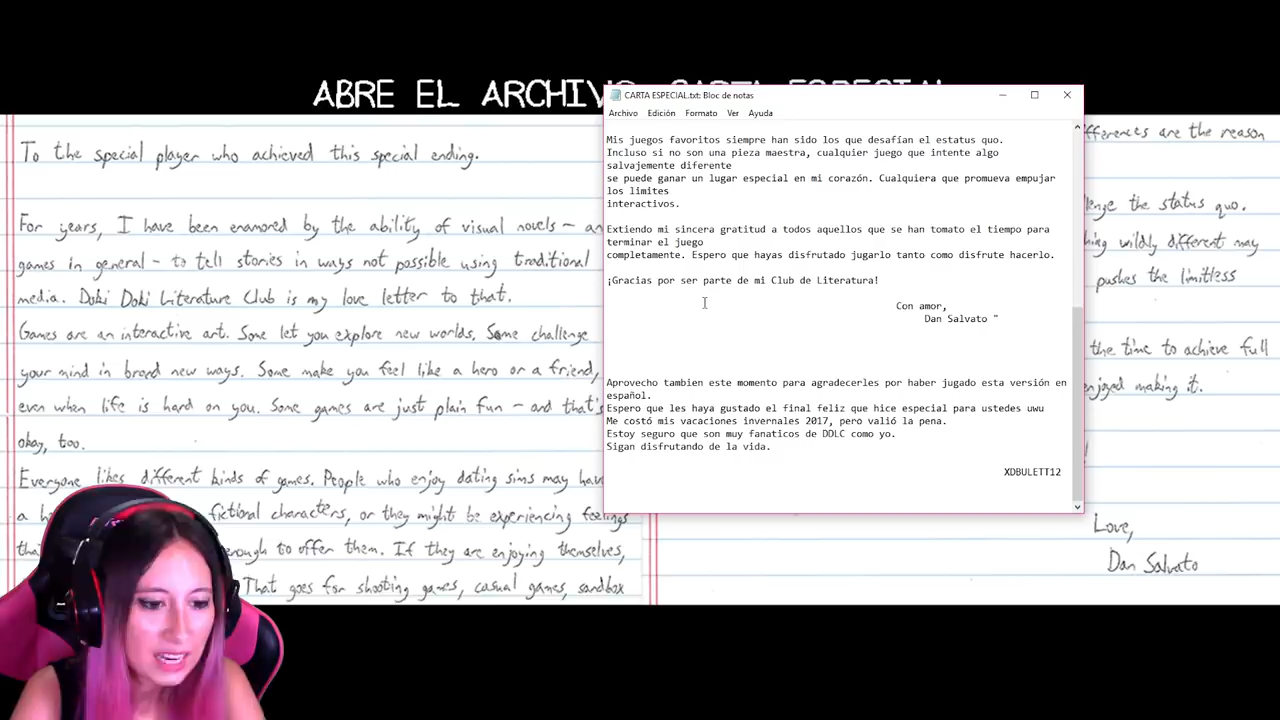 ABRE EL ARCHIV
CARTA ESPECIAL.txt: Bloc de notas
Archivo Edición Formato Ver Ayuda
Mis juegos favoritos siempre han sido los que desafían el estatus quo.
Incluso si no son una pieza maestra, cualquier juego que intente algo
salvajemente diferente
se puede ganar un lugar especial en mi corazón. Cualquiera que promueva empujar
los limites
interactivos.
Extiendo mi sincera gratitud a todos aquellos que se han tomato el tiempo para
terminar el juego
completamente. Espero que hayas disfrutado jugarlo tanto como disfrute hacerlo.
¡Gracias por ser parte de mi Club de Literatura!
Con amor,
Dan Salvato "
Aprovecho tambien este momento para agradecerles por haber jugado esta versión en
español.
Espero que les haya gustado el final feliz que hice especial para ustedes uwu
Me costó mis vacaciones invernales 2017, pero valió la pena.
Estoy seguro que son muy fanaticos de DDLC como yo.
Sigan disfrutando de la vida.
XDBULETT12
To the special player who achieved this special ending.
For years, I have been enamored by the ability of visual novels – an
games in general – to tell stories in ways not possible using traditional
media. Doki Doki Literature Club is my love letter to that.
Games are an interactive art. Some let you explore new worlds. Some challenge
your mind in brand new ways. Some make you feel like a hero or a friend,
even when life is hard on you. Some games are just plain fun – and that's
okay, too.
Everyone likes different kinds of games. People who enjoy dating sims may hav
a h fictional characters, or they might be experiencing feelings
tha enough to offer them. If they are enjoying themselves,
That goes for shooting games, casual games, sandbox
fferences are the reason
enge the status quo.
hing wildly different may
pushes the limitless
the time to achieve full
enjoyed making it.
Love,
Dan Salvato